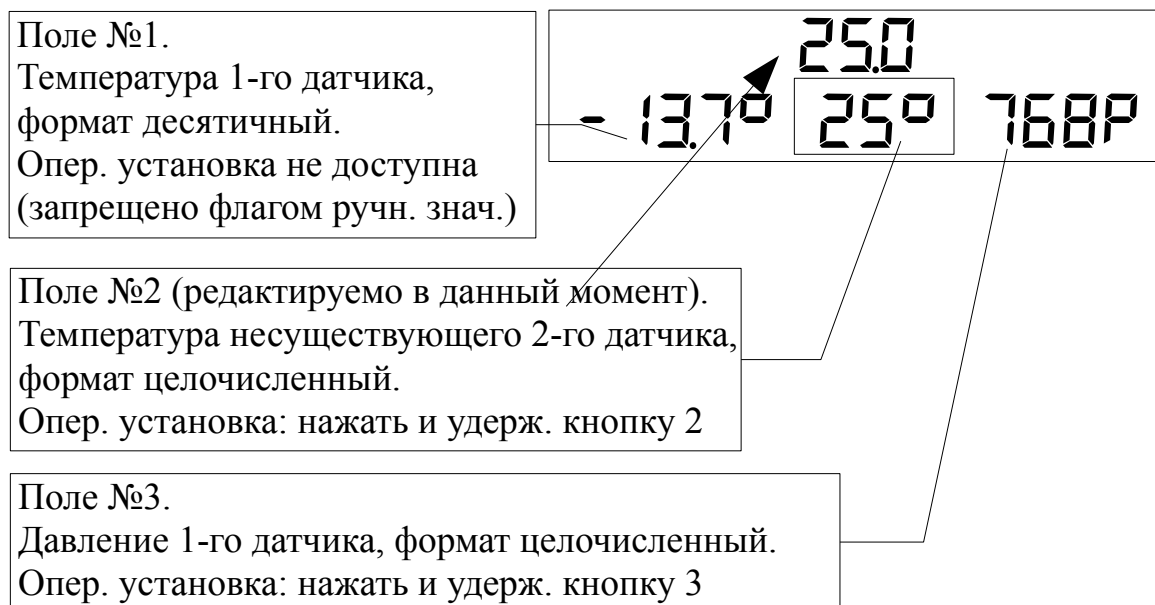 Поле №1.
Температура 1-го датчика,
формат десятичный.
Опер. установка не доступна
(запрещено флагом ручн. знач.)
25.0
-13.7° 25° 768P
Поле №2 (редактируемо в данный момент).
Температура несуществующего 2-го датчика,
формат целочисленный.
Опер. установка: нажать и удерж. кнопку 2
Поле №3.
Давление 1-го датчика, формат целочисленный.
Опер. установка: нажать и удерж. кнопку 3